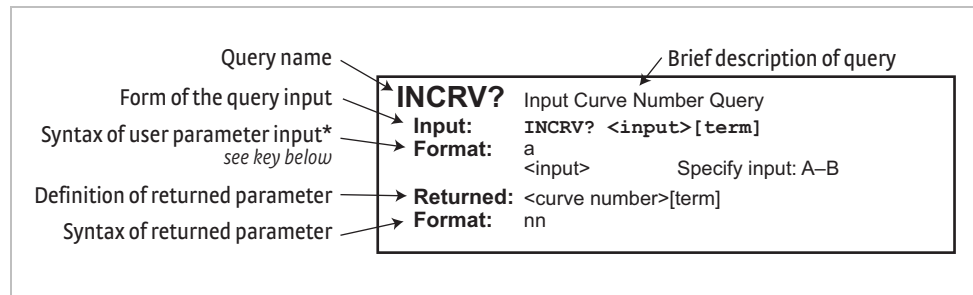 Query name
Brief description of query
Form of the query input
Syntax of user parameter input*
see key below
Definition of returned parameter
Syntax of returned parameter
INCRV? Input Curve Number Query
Input: INCRV? <input>[term]
Format: a
<input> Specify input: A–B
Returned: <curve number>[term]
Format: nn